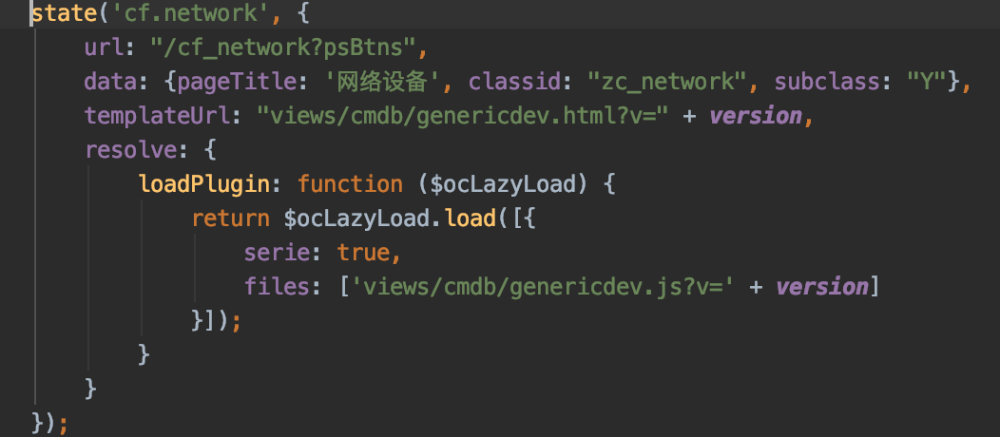 state('cf.network', {
url: "/cf_network?psBtns",
data: {pageTitle: '网络设备', classid: "zc_network", subclass: "Y"},
templateUrl: "views/cmdb/genericdev.html?v=" + version,
resolve: {
loadPlugin: function ($ocLazyLoad) {
return $ocLazyLoad.load([{
serie: true,
files: ['views/cmdb/genericdev.js?v=' + version]
}]);
}
}
});